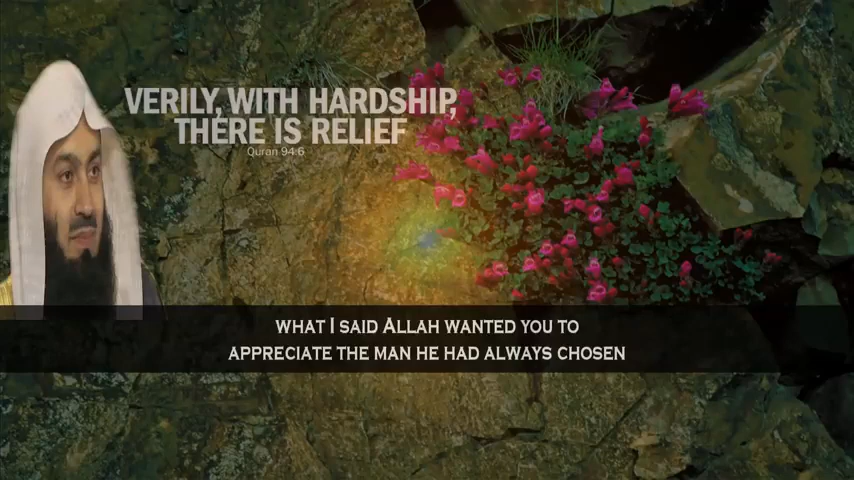 VERILY, WITH HARDSHIP,
THERE IS RELIEF
Quran 94:6
WHAT I SAID ALLAH WANTED YOU TO
APPRECIATE THE MAN HE HAD ALWAYS CHOSEN